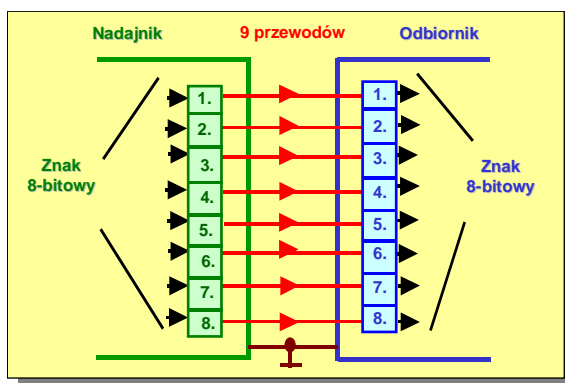 Nadajnik 9 przewodów Odbiornik
1. 1.
2. 2.
3. 3.
4. 4.
5. 5.
6. 6.
7. 7.
8. 8.
Znak
8-bitowy
Znak
8-bitowy